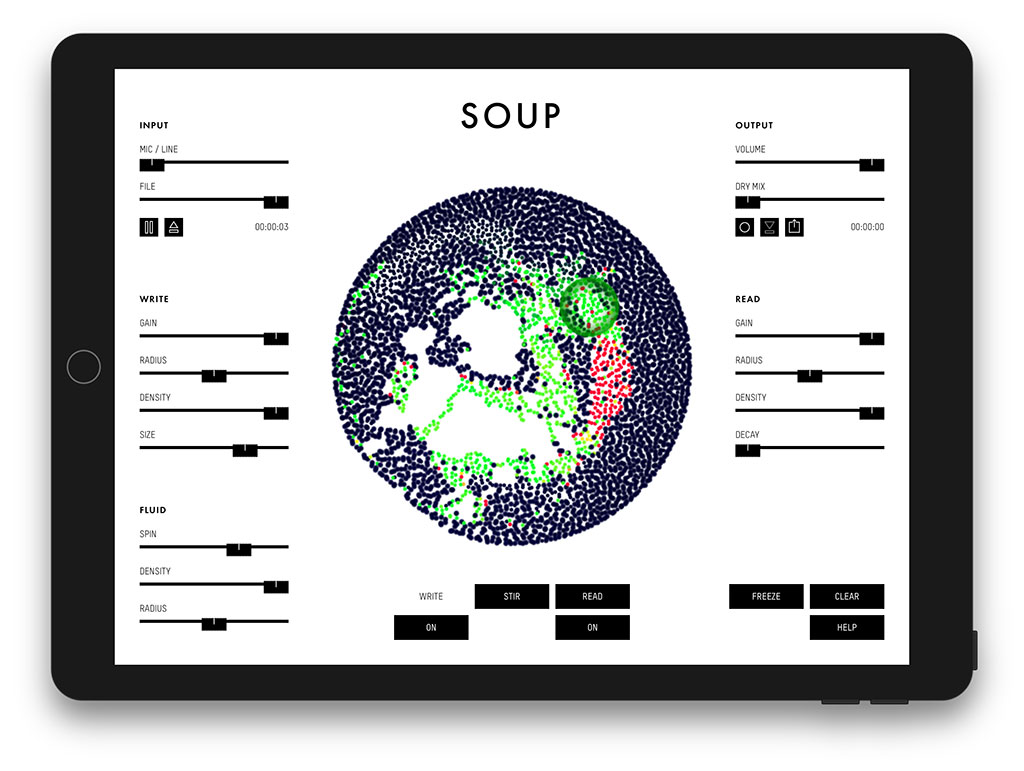 SOUP
INPUT
MIC / LINE
FILE
00:00:03
WRITE
GAIN
RADIUS
DENSITY
SIZE
FLUID
SPIN
DENSITY
RADIUS
OUTPUT
VOLUME
DRY MIX
00:00:00
READ
GAIN
RADIUS
DENSITY
DECAY
WRITE STIR READ
ON ON
FREEZE CLEAR
HELP